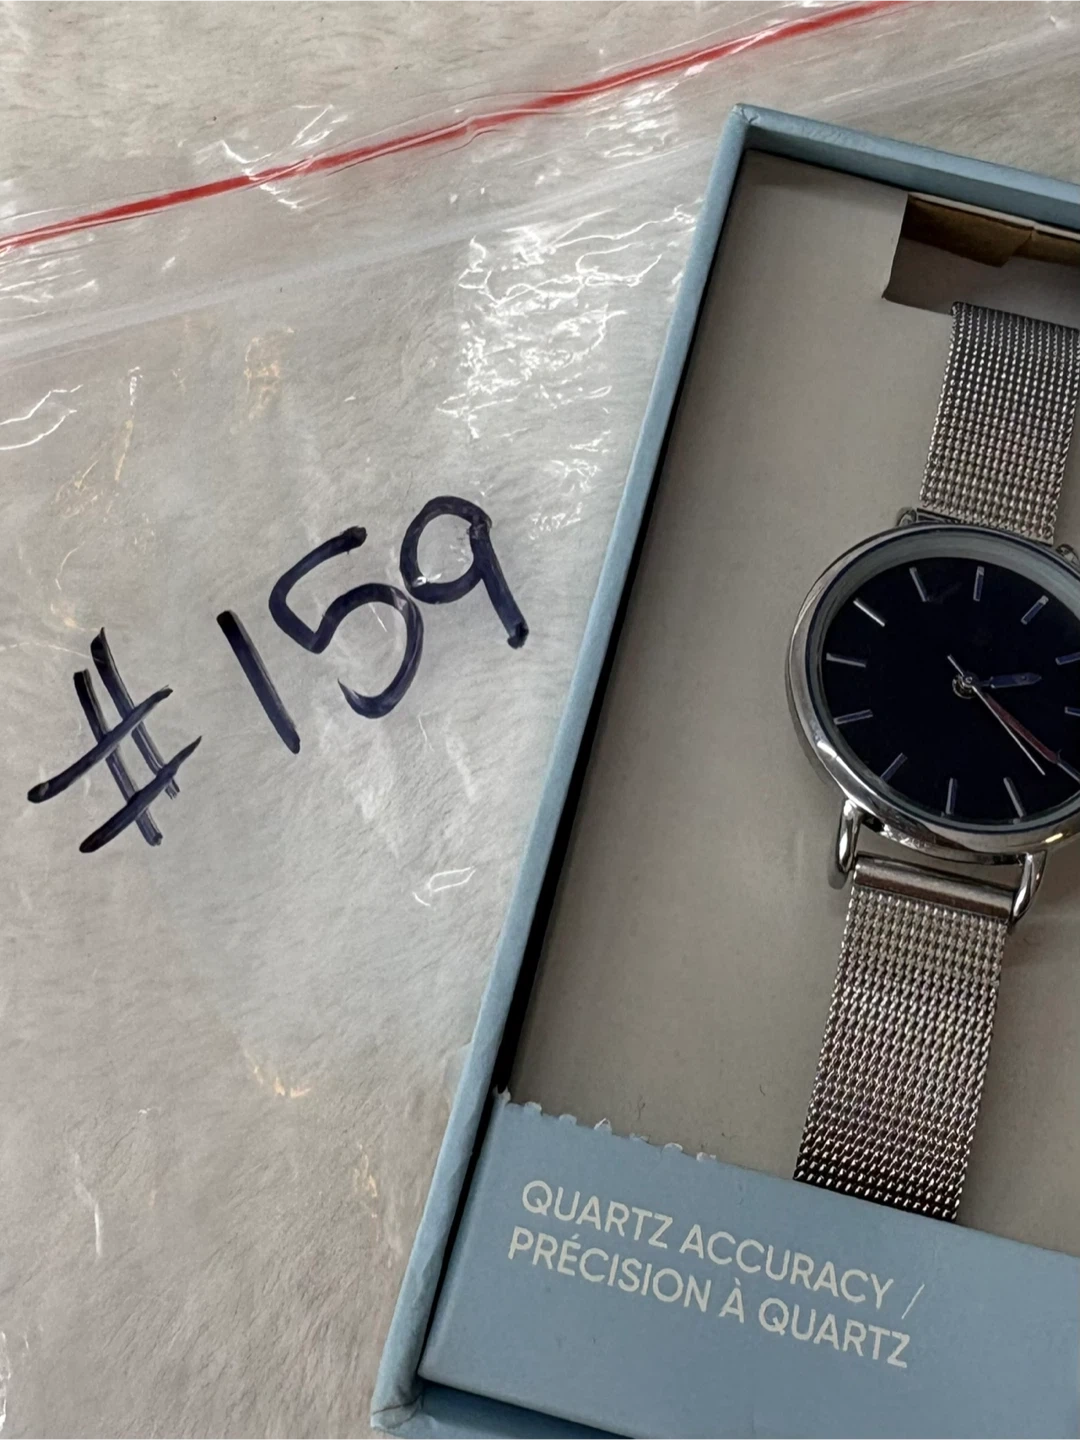 #159
QUARTZ ACCURACY /
PRÉCISION À QUARTZ